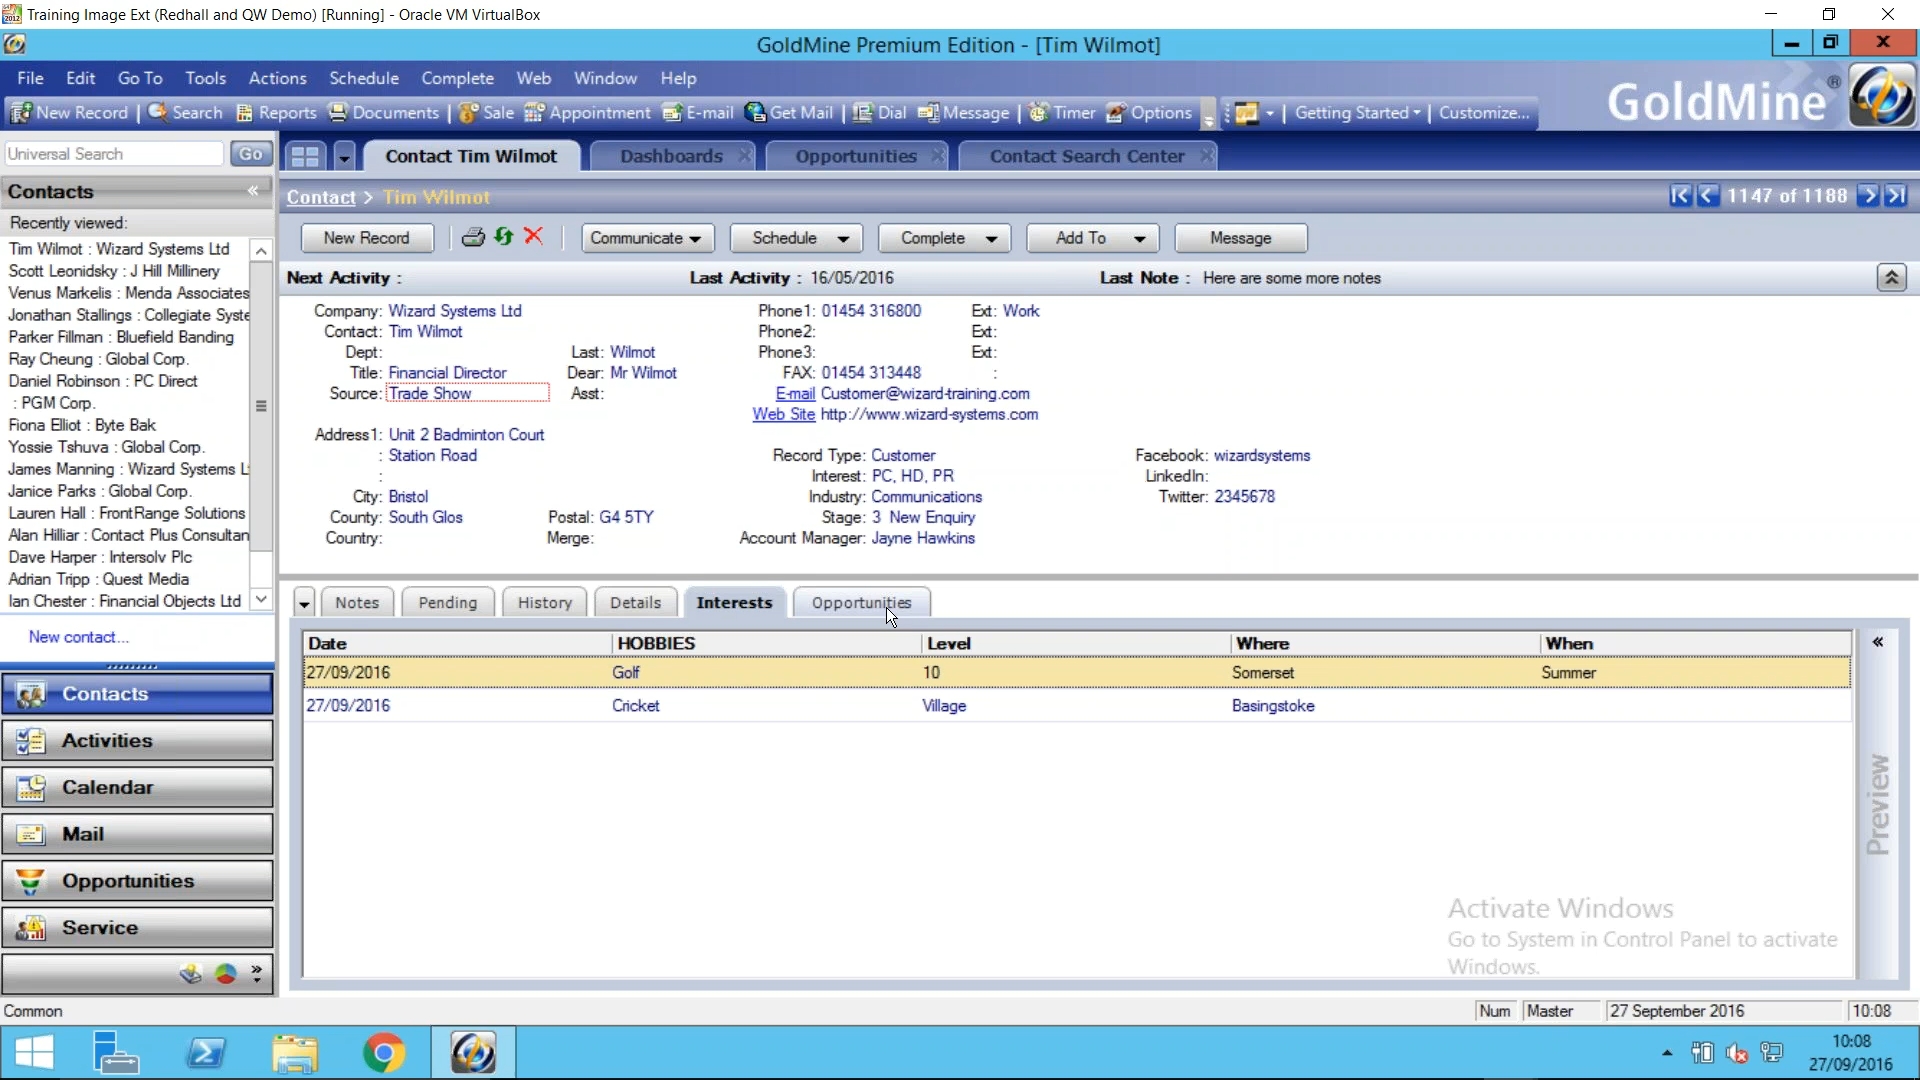 Training Image Ext (Redhall and QW Demo) [Running] - Oracle VM VirtualBox
GoldMine Premium Edition - [Tim Wilmot]
File Edit Go To Tools Actions Schedule Complete Web Window Help
New Record Search Reports Documents Sale Appointment E-mail Get Mail Dial Message Timer Options Getting Started Customize...
GoldMine®
Universal Search Go
Contact Tim Wilmot Dashboards Opportunities Contact Search Center
Contacts
Contact > Tim Wilmot 1147 of 1188
Recently viewed:
Tim Wilmot : Wizard Systems Ltd
Scott Leonidsky : J Hill Millinery
Venus Markelis : Menda Associates
Jonathan Stallings : Collegiate Syste
Parker Fillman : Bluefield Banding
Ray Cheung : Global Corp.
Daniel Robinson : PC Direct
: PGM Corp.
Fiona Elliot : Byte Bak
Yossie Tshuva : Global Corp.
James Manning : Wizard Systems Lt
Janice Parks : Global Corp.
Lauren Hall : FrontRange Solutions
Alan Hilliar : Contact Plus Consultan
Dave Harper : Intersolv Plc
Adrian Tripp : Quest Media
Ian Chester : Financial Objects Ltd
New contact...
Contacts
Activities
Calendar
Mail
Opportunities
Service
New Record Communicate Schedule Complete Add To Message
Next Activity : Last Activity : 16/05/2016 Last Note : Here are some more notes
Company: Wizard Systems Ltd Phone1: 01454 316800 Ext: Work
Contact: Tim Wilmot Phone2: Ext:
Dept: Last: Wilmot Phone3: Ext:
Title: Financial Director Dear: Mr Wilmot FAX: 01454 313448 :
Source: Trade Show Asst: E-mail Customer@wizard-training.com
Web Site http://www.wizard-systems.com
Address1: Unit 2 Badminton Court
: Station Road Record Type: Customer Facebook: wizardsystems
: Interest: PC, HD, PR LinkedIn:
City: Bristol Industry: Communications Twitter: 2345678
County: South Glos Postal: G4 5TY Stage: 3 New Enquiry
Country: Merge: Account Manager: Jayne Hawkins
Notes Pending History Details Interests Opportunities
Date HOBBIES Level Where When
27/09/2016 Golf 10 Somerset Summer
27/09/2016 Cricket Village Basingstoke
Preview
Activate Windows
Go to System in Control Panel to activate
Windows.
Common Num Master 27 September 2016 10:08
10:08
27/09/2016